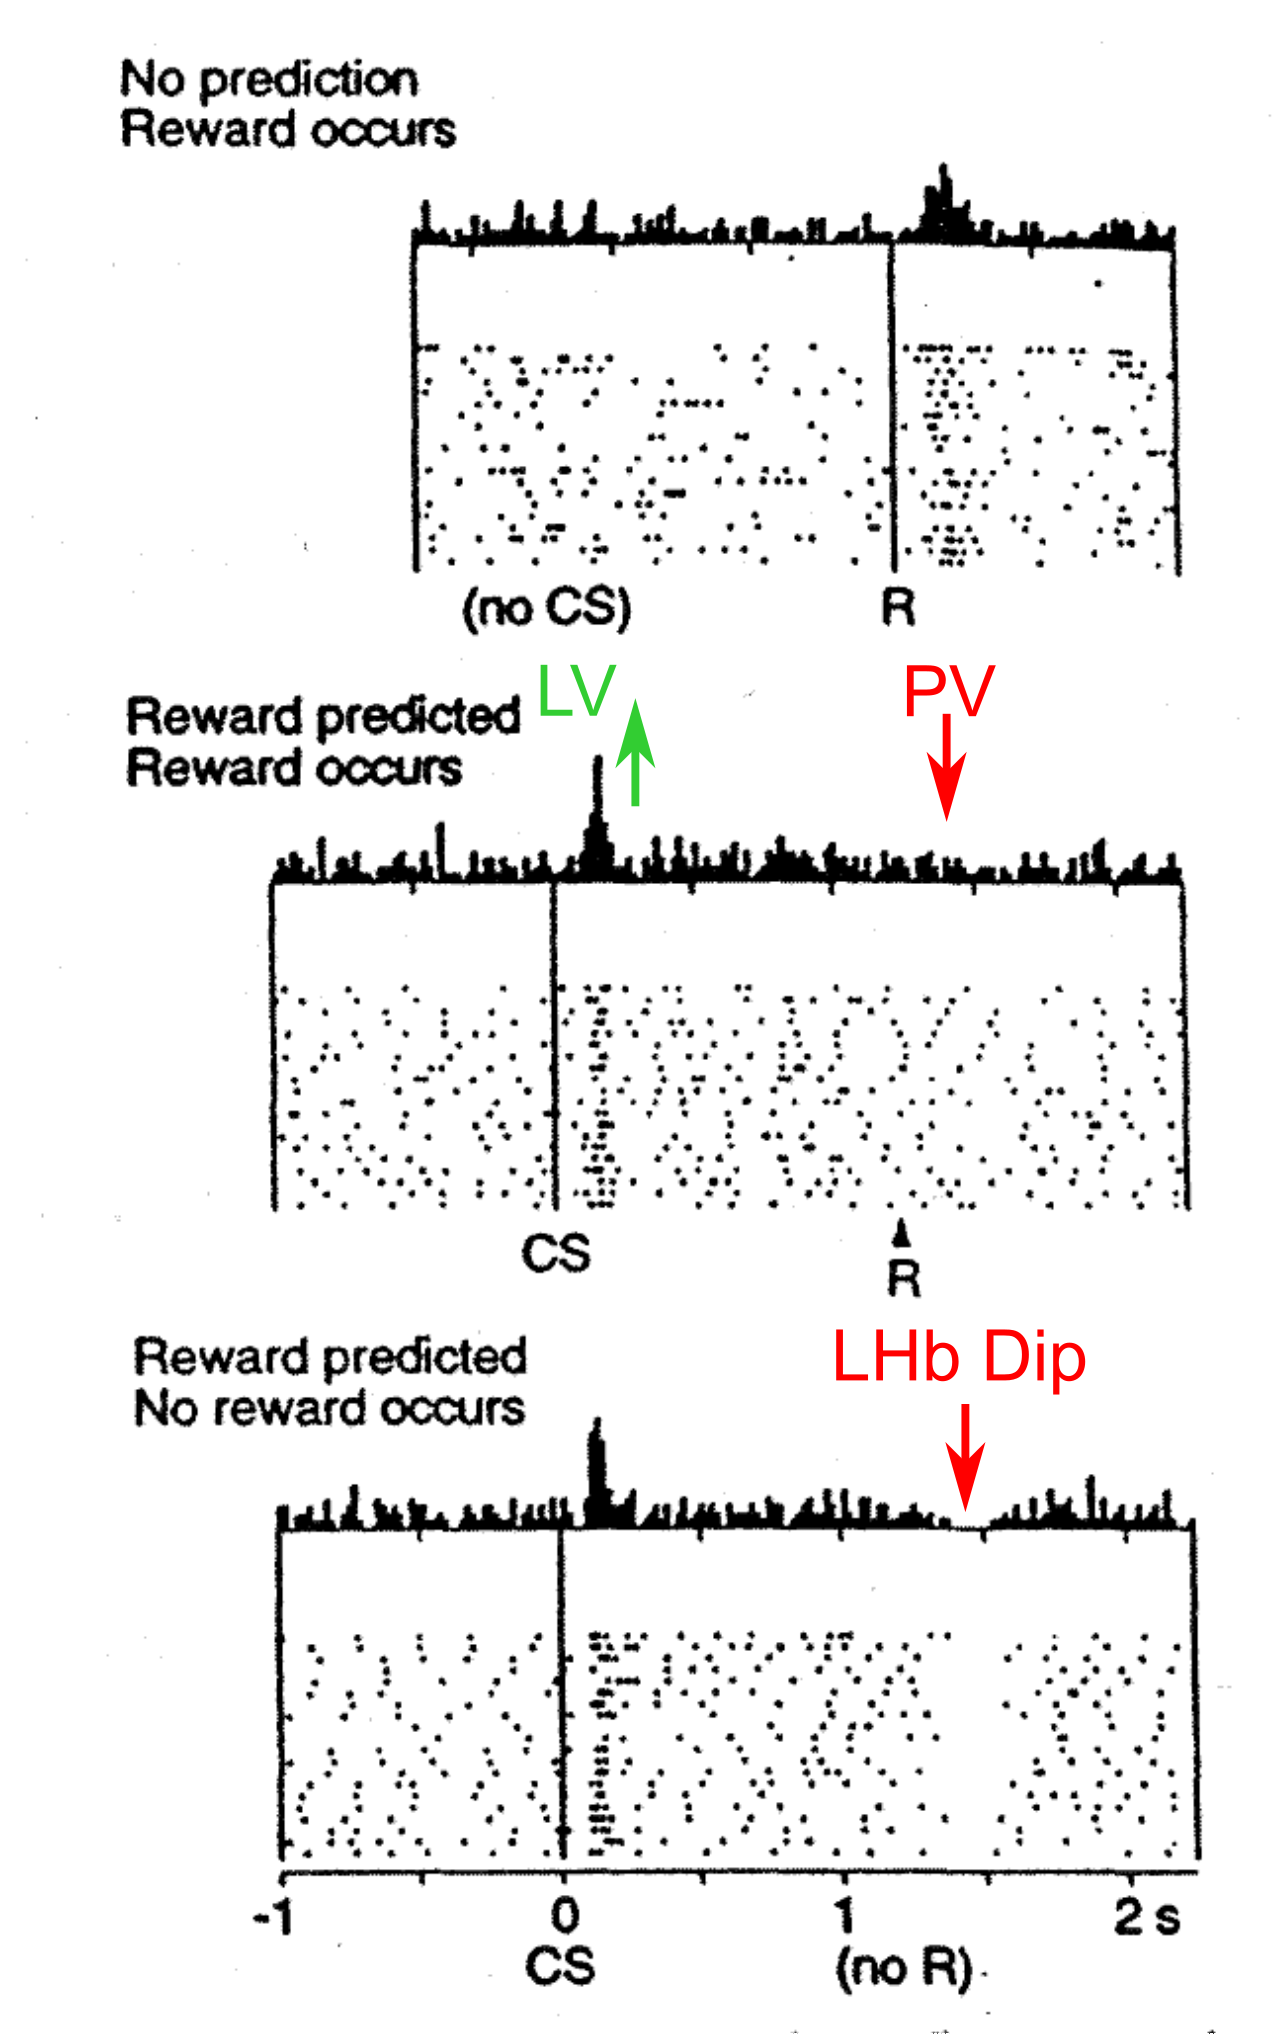 No prediction
Reward occurs
(no CS)
R
LV
PV
Reward predicted
Reward occurs
CS
R
LHb Dip
Reward predicted
No reward occurs
-1 0 1 2 s
CS (no R)